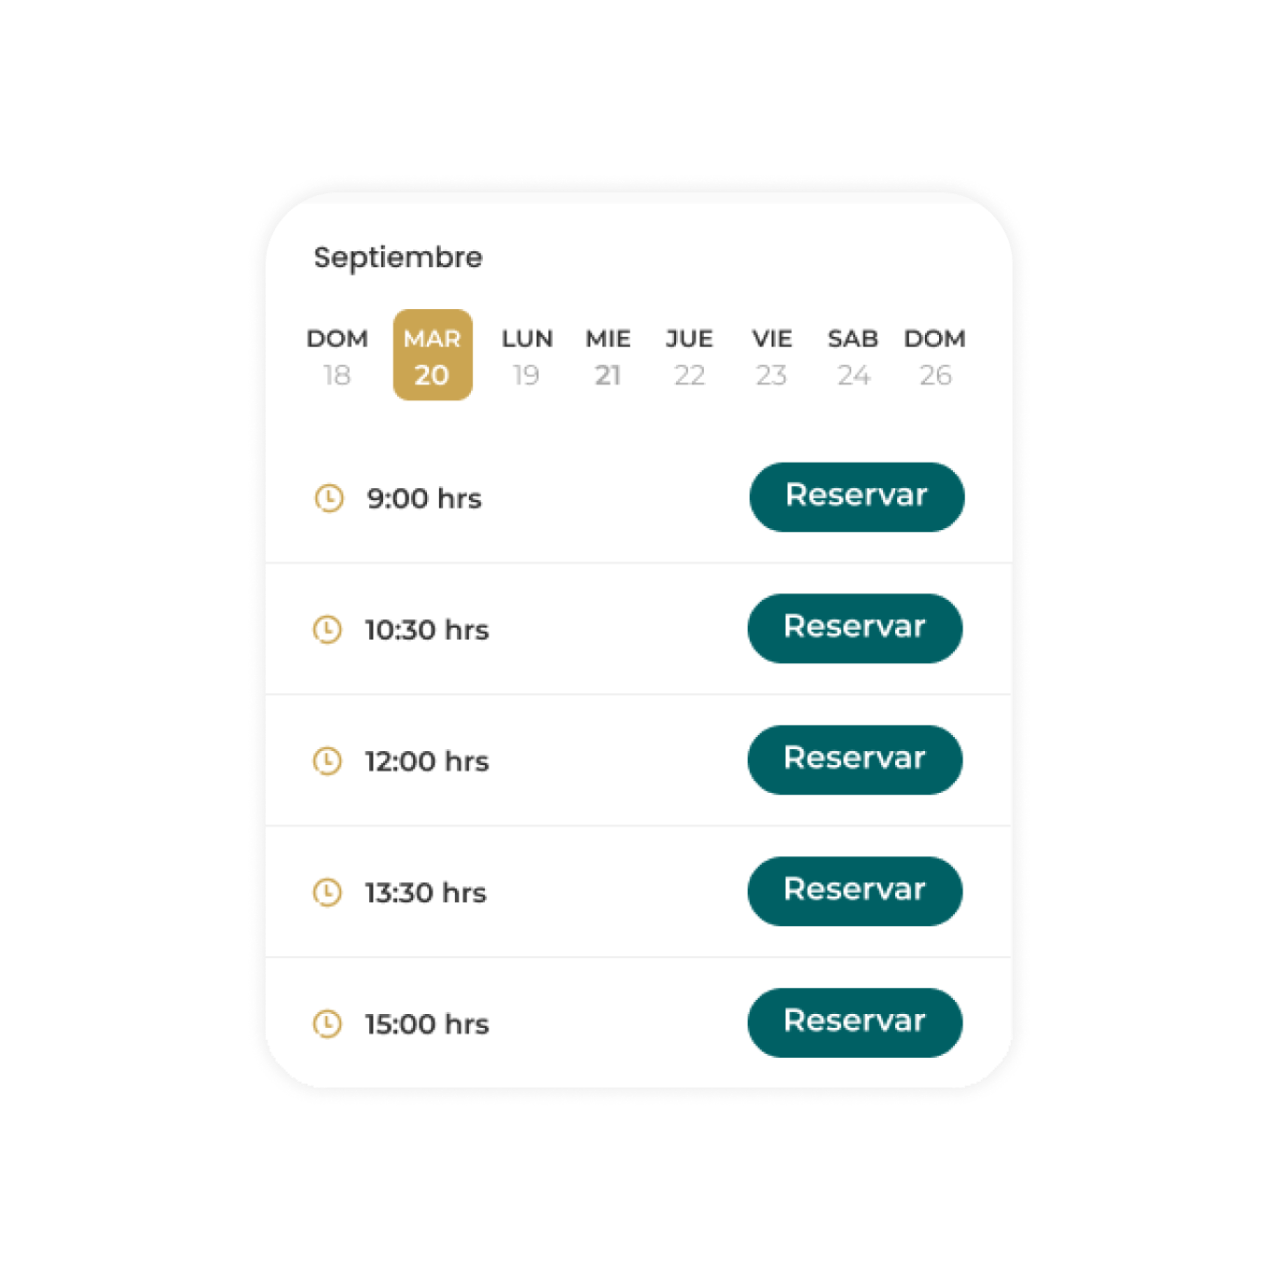 Septiembre
DOM MAR LUN MIE JUE VIE SAB DOM
18 20 19 21 22 23 24 26
9:00 hrs Reservar
10:30 hrs Reservar
12:00 hrs Reservar
13:30 hrs Reservar
15:00 hrs Reservar